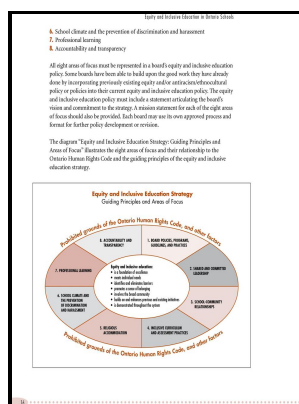 Equity and Inclusive Education in Ontario Schools
6. School climate and the prevention of discrimination and harassment
7. Professional learning
8. Accountability and transparency
All eight areas of focus must be represented in a board's equity and inclusive education
policy. Some boards have been able to build upon the good work they have already
done by incorporating previously existing equity and/or antiracism/ethnocultural
policy or policies into their current equity and inclusive education policy. The equity
and inclusive education policy must include a statement articulating the board's
vision and commitment to the strategy. A mission statement for each of the eight areas
of focus should also be provided. Each board may use its own approach and
format for further policy development or revision.
The diagram "Equity and Inclusive Education Strategy: Guiding Principles and
Areas of Focus" illustrates the eight areas of focus and their relationship to the
Ontario Human Rights Code and the guiding principles of the equity and inclusive
education strategy.
Equity and Inclusive Education Strategy
Guiding Principles and Areas of Focus
Prohibited grounds of the Ontario Human Rights Code, and other factors
8. ACCOUNTABILITY AND
TRANSPARENCY
1. BOARD POLICIES, PROGRAMS,
GUIDELINES, AND PRACTICES
7. PROFESSIONAL LEARNING
2. SHARED AND COMMITTED
LEADERSHIP
Equity and inclusive education:
• is a foundation of excellence
• meets individual needs
• identifies and eliminates barriers
• promotes a sense of belonging
• involves the broad community
• builds on and enhances previous and existing initiatives
• is demonstrated throughout the system
6. SCHOOL CLIMATE AND
THE PREVENTION
OF DISCRIMINATION
AND HARASSMENT
3. SCHOOL–COMMUNITY
RELATIONSHIPS
5. RELIGIOUS
ACCOMMODATION
4. INCLUSIVE CURRICULUM
AND ASSESSMENT PRACTICES
Prohibited grounds of the Ontario Human Rights Code, and other factors